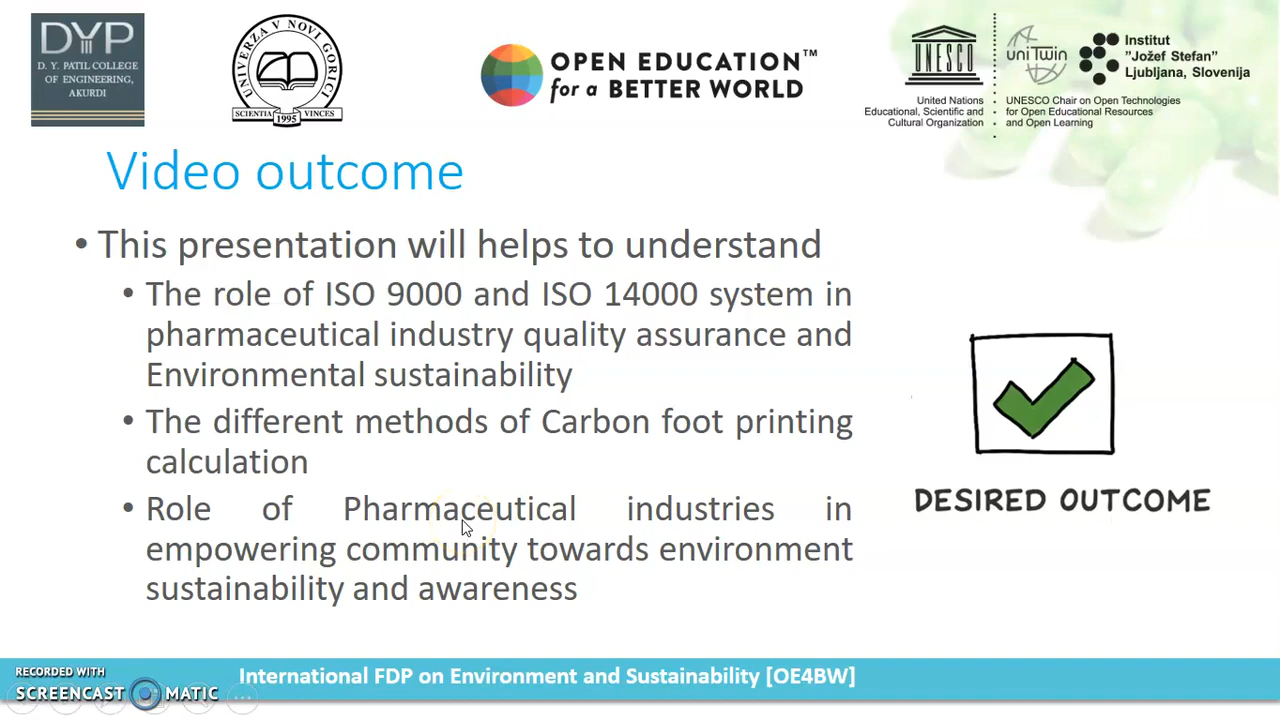 DYP
D. Y. PATIL COLLEGE
OF ENGINEERING,
AKURDI
UNIVERZA V NOVI GORICI
SCIENTIA VINCES
1995
OPEN EDUCATION™
for a BETTER WORLD
UNESCO
United Nations
Educational, Scientific and
Cultural Organization
uniTwin
Institut
"Jožef Stefan"
Ljubljana, Slovenija
UNESCO Chair on Open Technologies
for Open Educational Resources
and Open Learning
Video outcome
• This presentation will helps to understand
• The role of ISO 9000 and ISO 14000 system in
pharmaceutical industry quality assurance and
Environmental sustainability
• The different methods of Carbon foot printing
calculation
• Role of Pharmaceutical industries in
empowering community towards environment
sustainability and awareness
DESIRED OUTCOME
RECORDED WITH
SCREENCAST MATIC
International FDP on Environment and Sustainability [OE4BW]